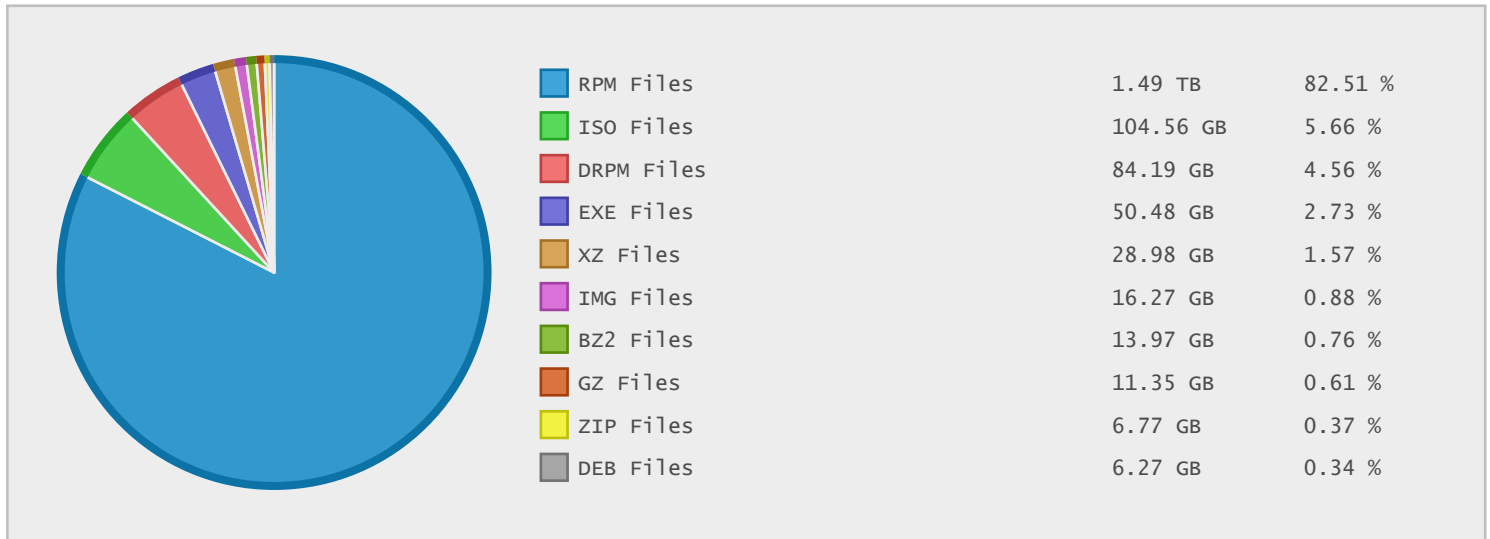 RPM Files 1.49 TB 82.51 %
ISO Files 104.56 GB 5.66 %
DRPM Files 84.19 GB 4.56 %
EXE Files 50.48 GB 2.73 %
XZ Files 28.98 GB 1.57 %
IMG Files 16.27 GB 0.88 %
BZ2 Files 13.97 GB 0.76 %
GZ Files 11.35 GB 0.61 %
ZIP Files 6.77 GB 0.37 %
DEB Files 6.27 GB 0.34 %